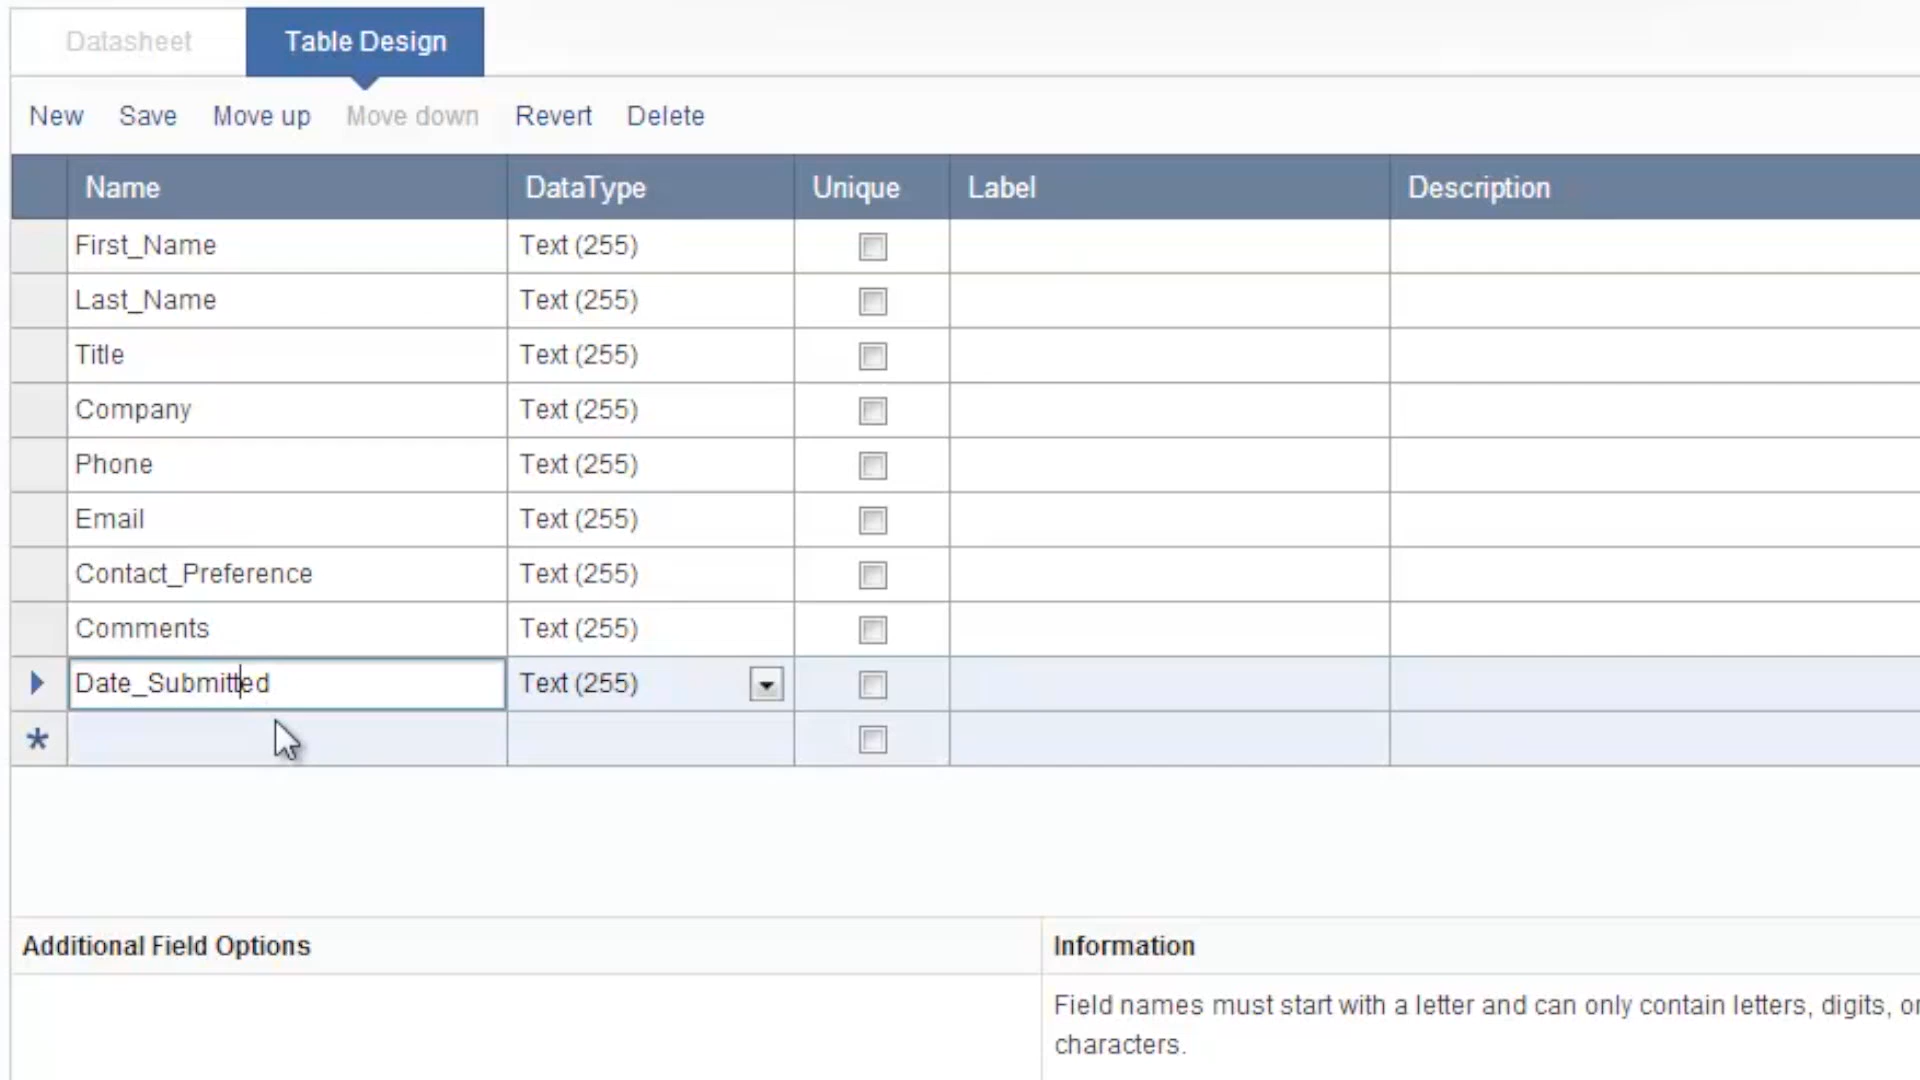 Datasheet Table Design
New Save Move up Move down Revert Delete
Name DataType Unique Label Description
First_Name Text (255)
Last_Name Text (255)
Title Text (255)
Company Text (255)
Phone Text (255)
Email Text (255)
Contact_Preference Text (255)
Comments Text (255)
Date_Submitted Text (255)
*
Additional Field Options Information
Field names must start with a letter and can only contain letters, digits,
characters.